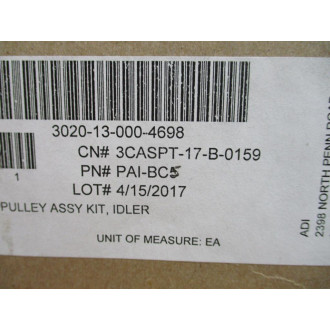 3020-13-000-4698
CN# 3CASPT-17-B-0159
1
PN# PAI-BC5
LOT# 4/15/2017
PULLEY ASSY KIT, IDLER
UNIT OF MEASURE: EA
ADI
2398 NORTH PENN ROAD